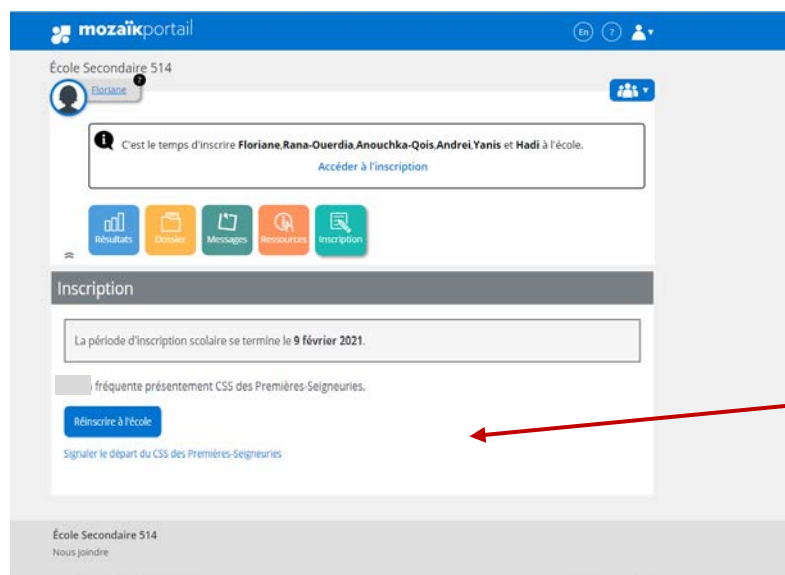 mozaïkportail
En ?
École Secondaire 514
Floriane ?
C'est le temps d'inscrire Floriane,Rana-Ouerdia,Anouchka-Qois,Andrei,Yanis et Hadi à l'école.
Accéder à l'inscription
Résultats Dossier Messages Ressources Inscription
Inscription
La période d'inscription scolaire se termine le 9 février 2021.
fréquente présentement CSS des Premières-Seigneuries.
Réinscrire à l'école
Signaler le départ du CSS des Premières-Seigneuries
École Secondaire 514
Nous joindre